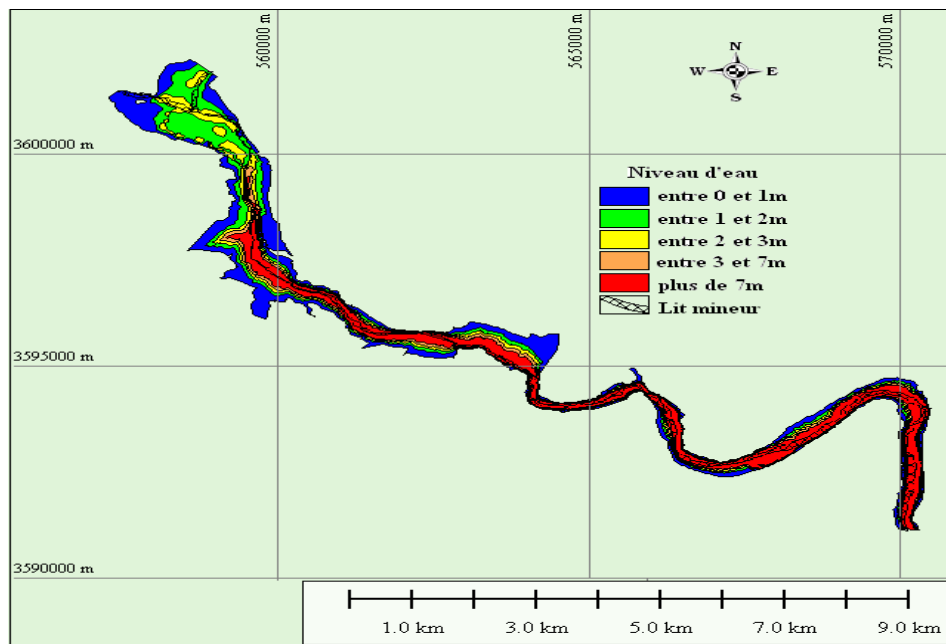 560000 m
565000 m
570000 m
N
W E
S
3600000 m
Niveau d'eau
entre 0 et 1m
entre 1 et 2m
entre 2 et 3m
entre 3 et 7m
plus de 7m
Lit mineur
3595000 m
3590000 m
1.0 km 3.0 km 5.0 km 7.0 km 9.0 km